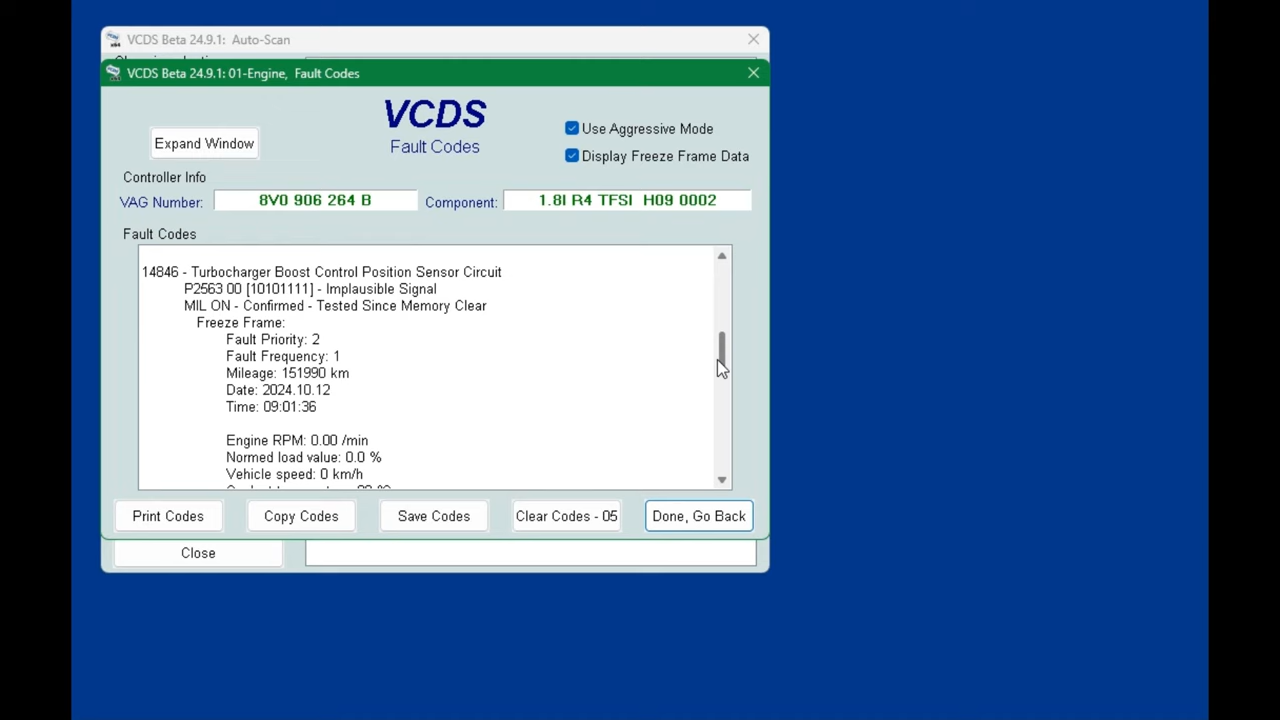 VCDS Beta 24.9.1: Auto-Scan
VCDS Beta 24.9.1: 01-Engine, Fault Codes
VCDS
Fault Codes
Expand Window
Use Aggressive Mode
Display Freeze Frame Data
Controller Info
VAG Number: 8V0 906 264 B Component: 1.8l R4 TFSI H09 0002
Fault Codes
14846 - Turbocharger Boost Control Position Sensor Circuit
P2563 00 [10101111] - Implausible Signal
MIL ON - Confirmed - Tested Since Memory Clear
Freeze Frame:
Fault Priority: 2
Fault Frequency: 1
Mileage: 151990 km
Date: 2024.10.12
Time: 09:01:36
Engine RPM: 0.00 /min
Normed load value: 0.0 %
Vehicle speed: 0 km/h
Print Codes Copy Codes Save Codes Clear Codes - 05 Done, Go Back
Close